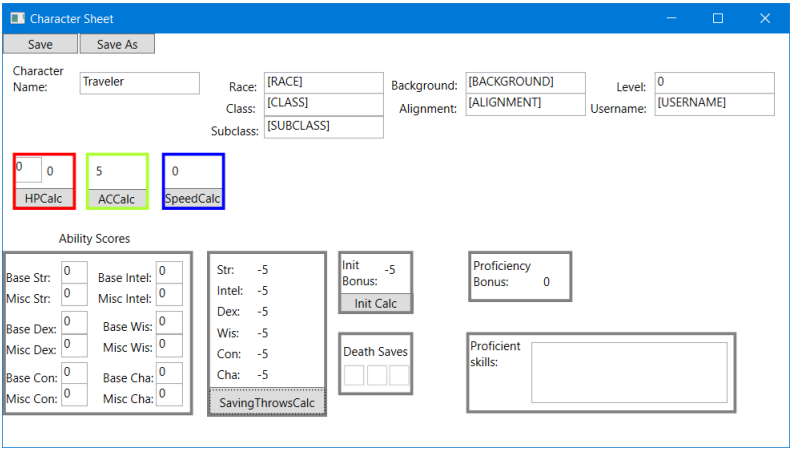 Character Sheet
Save Save As
Character
Name: Traveler
Race: [RACE] Background: [BACKGROUND] Level: 0
Class: [CLASS] Alignment: [ALIGNMENT] Username: [USERNAME]
Subclass: [SUBCLASS]
0 0 5 0
HPCalc ACCalc SpeedCalc
Ability Scores
Base Str: 0 Base Intel: 0
Misc Str: 0 Misc Intel: 0
Base Dex: 0 Base Wis: 0
Misc Dex: 0 Misc Wis: 0
Base Con: 0 Base Cha: 0
Misc Con: 0 Misc Cha: 0
Str: -5
Intel: -5
Dex: -5
Wis: -5
Con: -5
Cha: -5
SavingThrowsCalc
Init
Bonus: -5
Init Calc
Death Saves
Proficiency
Bonus: 0
Proficient
skills: